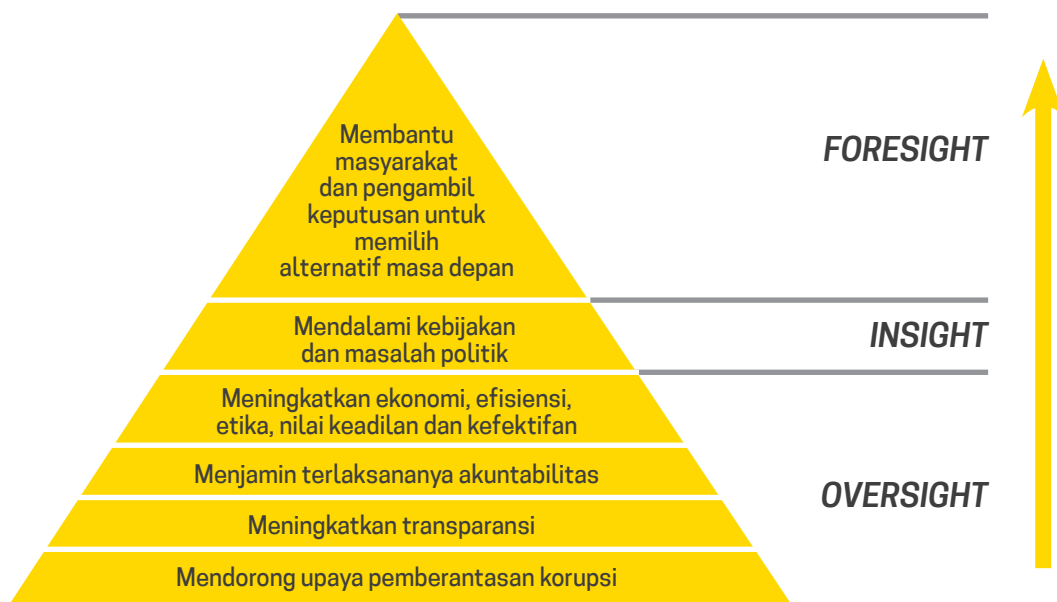 Membantu
masyarakat
dan pengambil
keputusan untuk
memilih
alternatif masa depan
FORESIGHT
Mendalami kebijakan
dan masalah politik
INSIGHT
Meningkatkan ekonomi, efisiensi,
etika, nilai keadilan dan kefektifan
Menjamin terlaksananya akuntabilitas
OVERSIGHT
Meningkatkan transparansi
Mendorong upaya pemberantasan korupsi